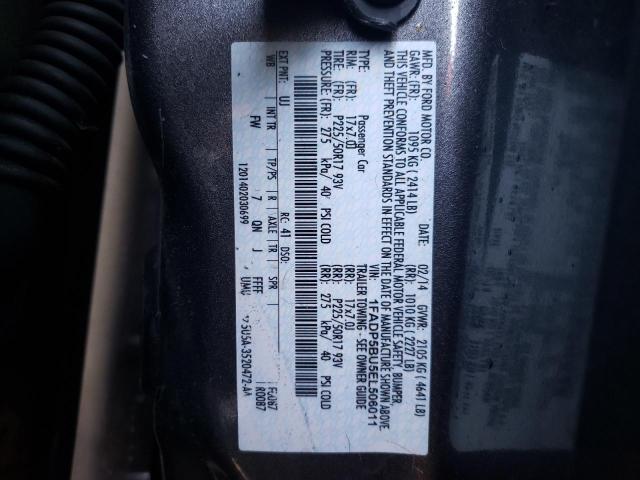 MFD. BY FORD MOTOR CO.
DATE: 02/14 GVWR: 2105 KG ( 4641 LB)
GAWR: (FR): 1095 KG ( 2414 LB) (RR): 1010 KG ( 2227 LB)
THIS VEHICLE CONFORMS TO ALL APPLICABLE FEDERAL MOTOR VEHICLE SAFETY, BUMPER,
AND THEFT PREVENTION STANDARDS IN EFFECT ON THE DATE OF MANUFACTURE SHOWN ABOVE.
VIN: 1FADP5BU5EL506011
TYPE: Passenger Car TRAILER TOWING - SEE OWNER GUIDE
RIM: (FR): 17x7.0J (RR): 17x7.0J
TIRE: (FR): P225/50R17 93V (RR): P225/50R17 93V
PRESSURE: (FR): 275 kPa/ 40 PSI COLD (RR): 275 kPa/ 40 PSI COLD
EXT PNT: UJ RC: 41 DSO:
WB INT TR TP/PS R AXLE TR SPR
FW 7 QN J FFFF
1201402030699 5U5A-3520472-AA
R0087